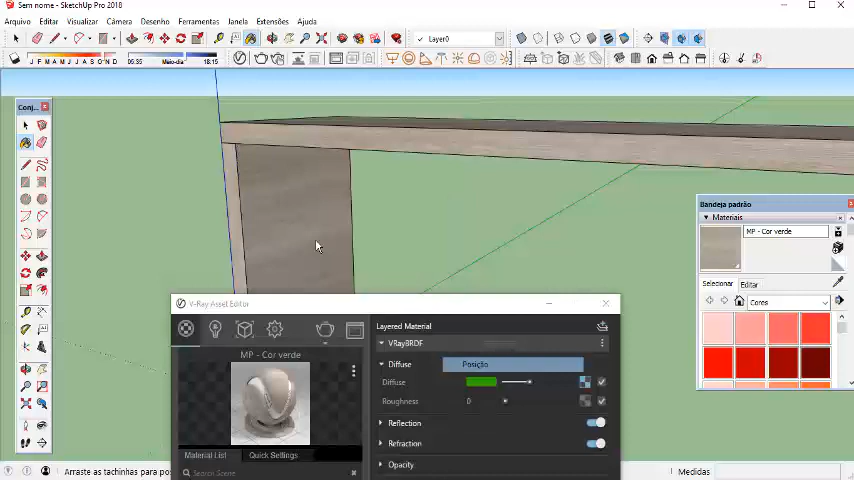 Sem nome - SketchUp Pro 2018
Arquivo Editar Visualizar Câmera Desenho Ferramentas Janela Extensões Ajuda
Layer0
J F M A M J J A S O N D 05:35 Meio-dia 18:15
Conj...
Bandeja padrão
Materiais
MP - Cor verde
Selecionar Editar
Cores
V-Ray Asset Editor
Layered Material
VRayBRDF
MP - Cor verde
Diffuse Posição
Diffuse
Roughness 0
Reflection
Refraction
Opacity
Material List Quick Settings
Search Scene
Arraste as tachinhas para pos
Medidas